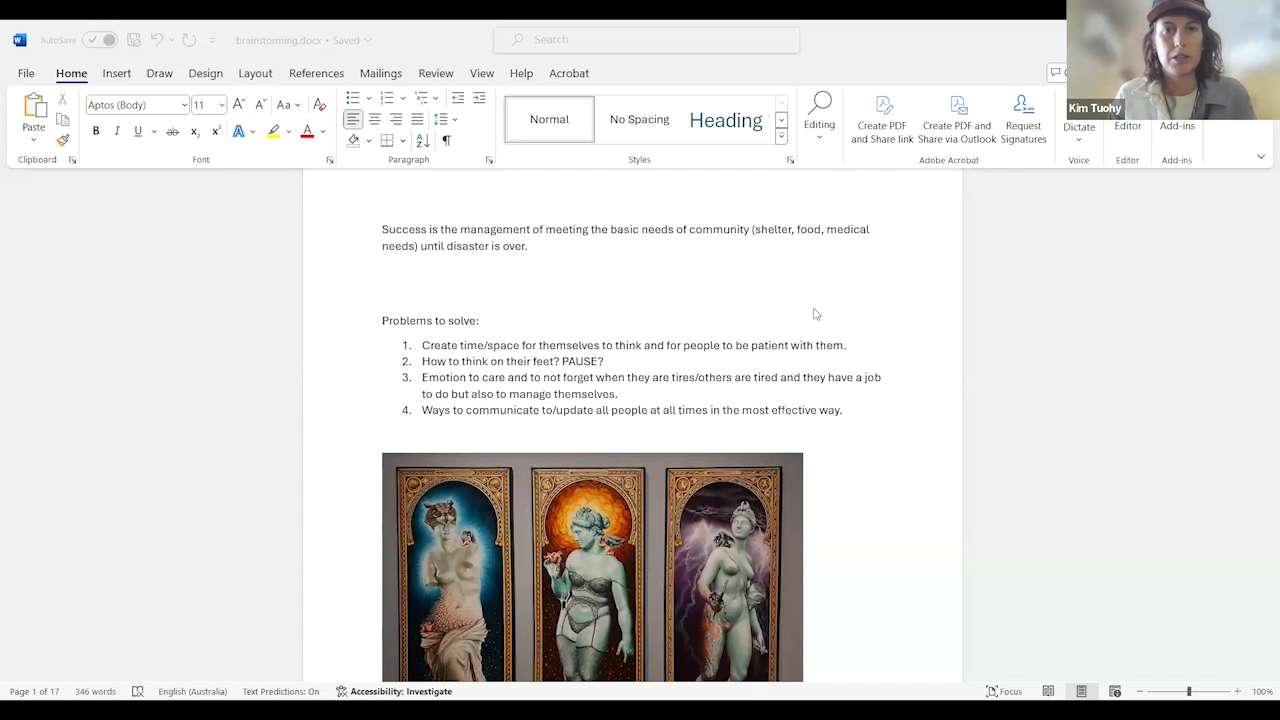 AutoSave
brainstorming.docx • Saved
Search
File Home Insert Draw Design Layout References Mailings Review View Help Acrobat
Kim Tuohy
Aptos (Body) 11
Paste
Normal
No Spacing
Heading
Editing
Create PDF and Share link
Create PDF and Share via Outlook
Request Signatures
Dictate
Editor
Add-ins
Clipboard Font Paragraph Styles Adobe Acrobat Voice Editor Add-ins
Success is the management of meeting the basic needs of community (shelter, food, medical
needs) until disaster is over.
Problems to solve:
1. Create time/space for themselves to think and for people to be patient with them.
2. How to think on their feet? PAUSE?
3. Emotion to care and to not forget when they are tires/others are tired and they have a job
to do but also to manage themselves.
4. Ways to communicate to/update all people at all times in the most effective way.
Page 1 of 17 346 words English (Australia) Text Predictions: On Accessibility: Investigate Focus 100%